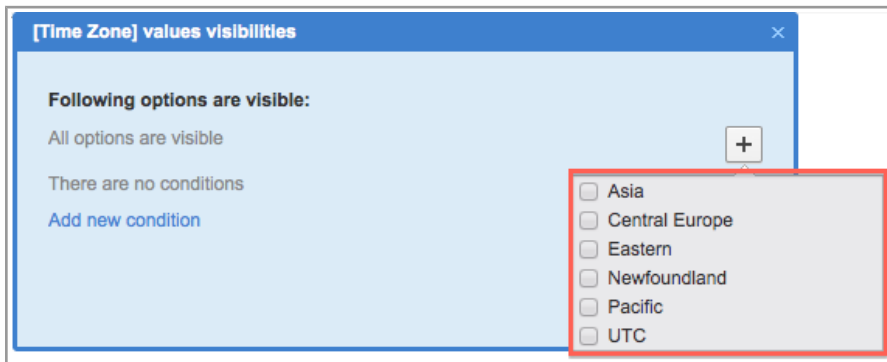 [Time Zone] values visibilities
×
Following options are visible:
All options are visible
+
There are no conditions
Add new condition
Asia
Central Europe
Eastern
Newfoundland
Pacific
UTC